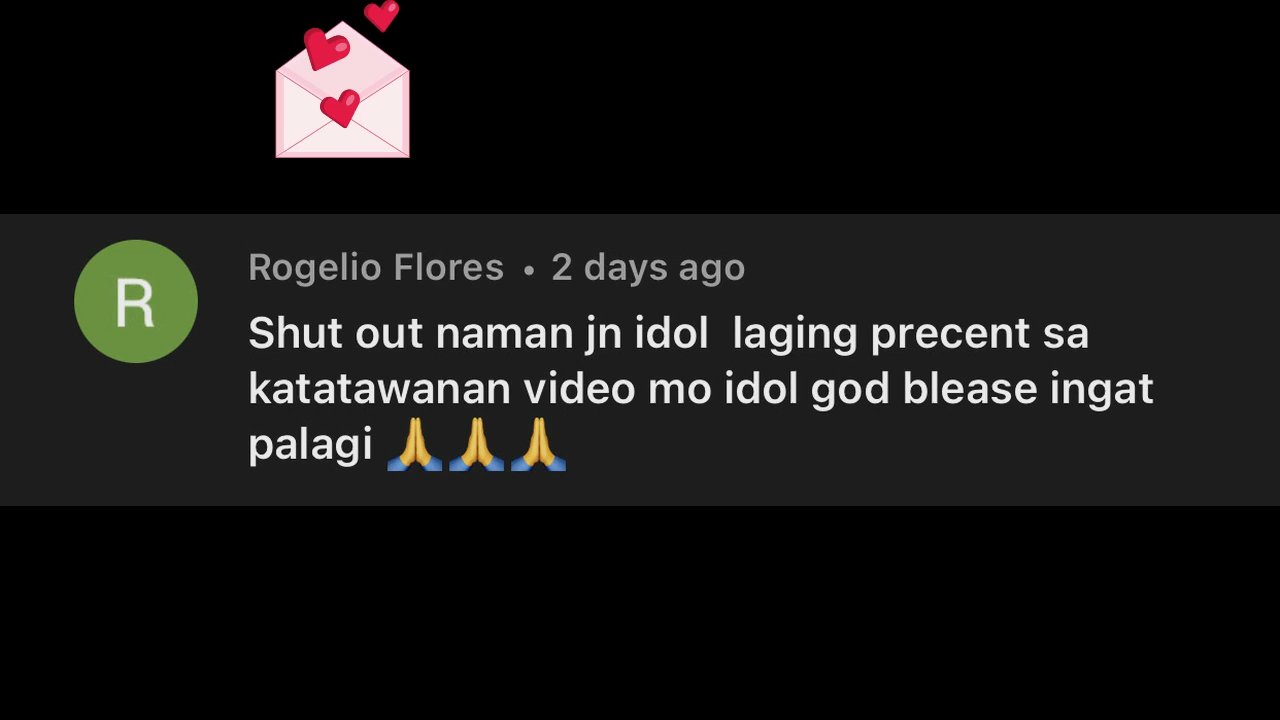 R
Rogelio Flores • 2 days ago
Shut out naman jn idol  laging precent sa
katatawanan video mo idol god blease ingat
palagi 🙏🙏🙏